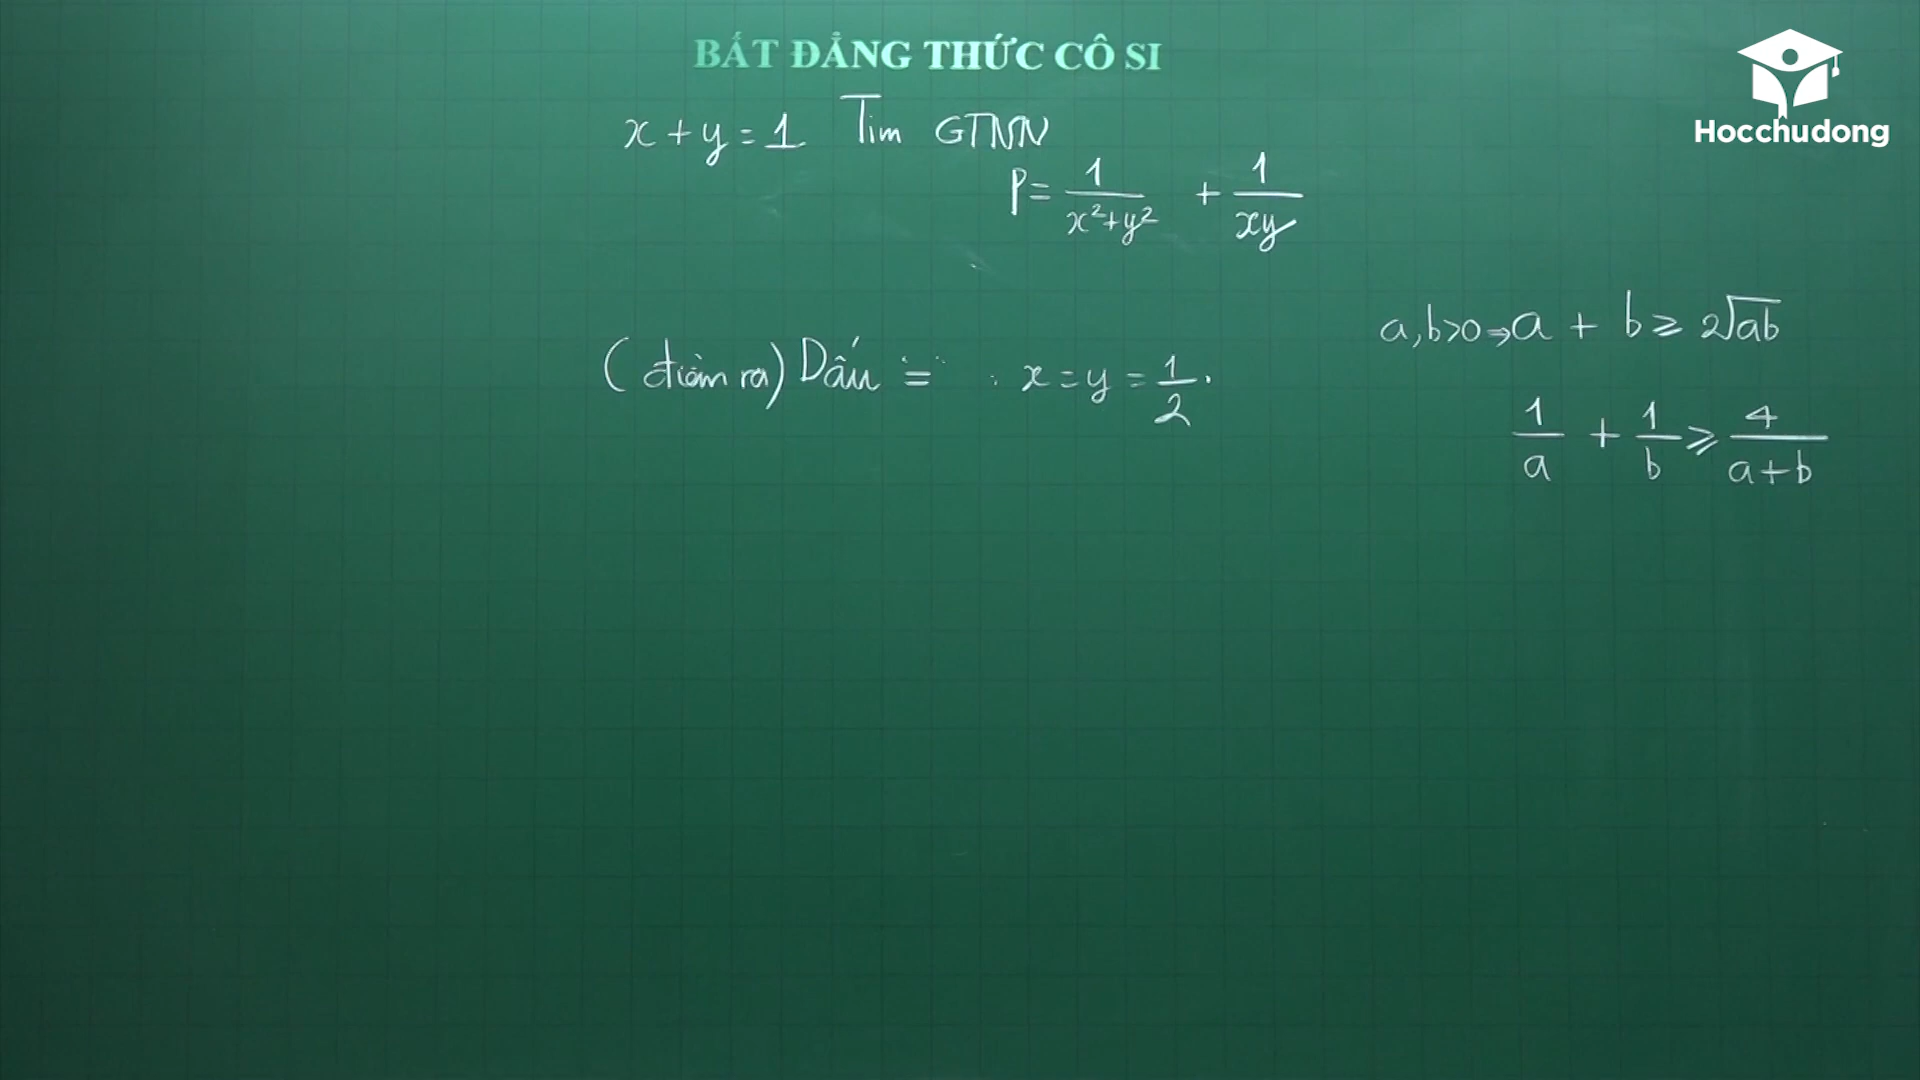 BẤT ĐẲNG THỨC CÔ SI
Hocchudong
x + y = 1 Tìm GTNN
P = 1/(x²+y²) + 1/(xy)
a, b > 0 ⇒ a + b ≥ 2√ab
(điểm ra) Dấu = x = y = 1/2.
1/a + 1/b ≥ 4/(a+b)